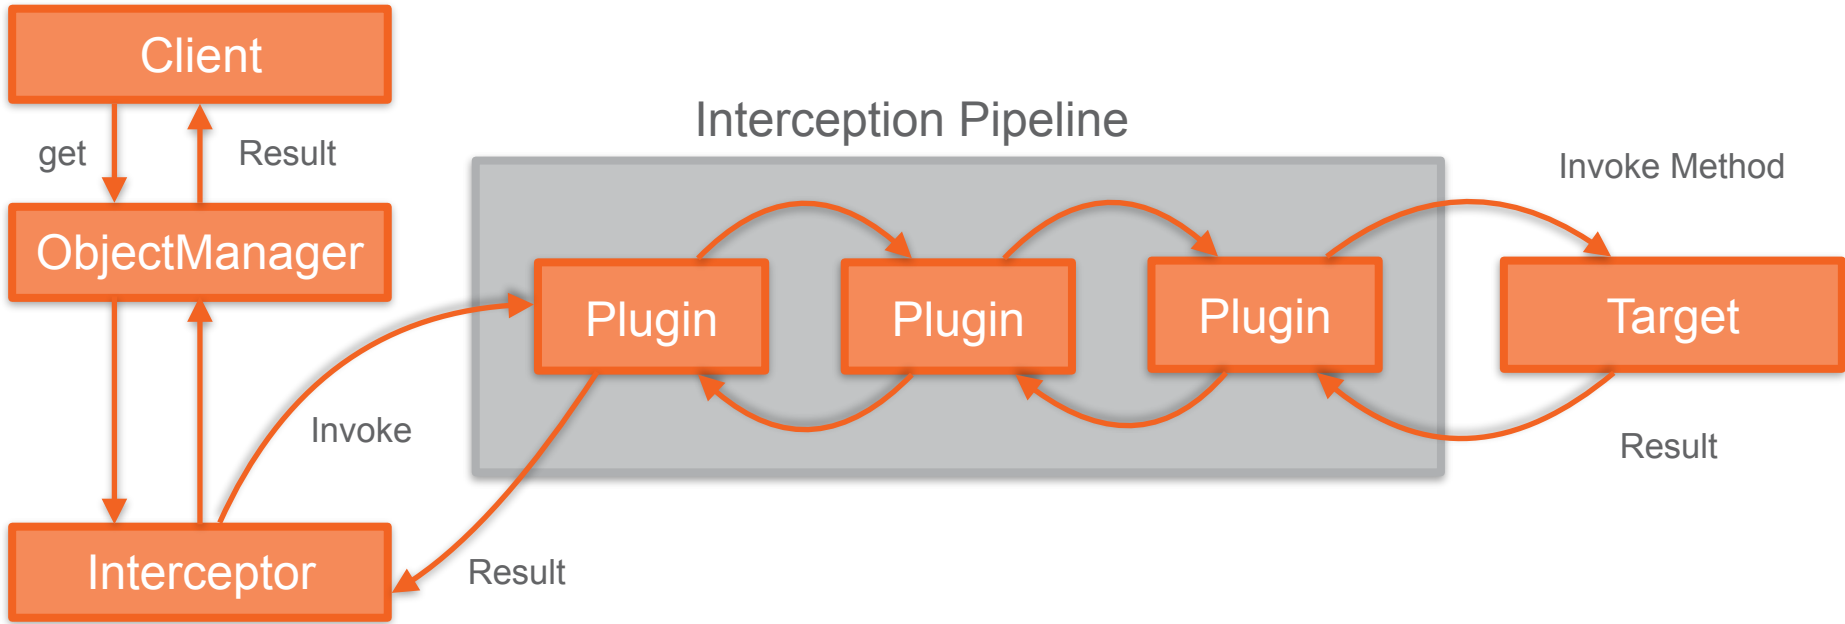 Client
get
Result
ObjectManager
Interception Pipeline
Invoke Method
Plugin
Plugin
Plugin
Target
Invoke
Result
Result
Interceptor